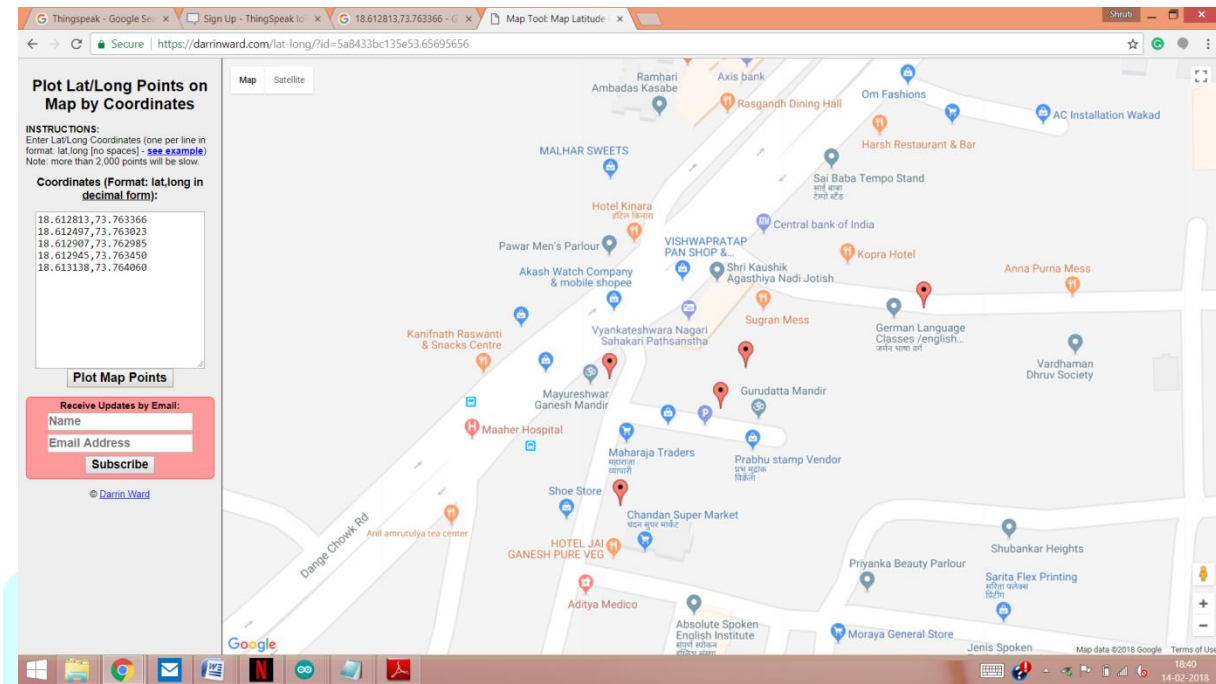 Thingspeak - Google Sea
Sign Up - ThingSpeak Io
18.612813,73.763366 - G
Map Tool: Map Latitude
Shruti
Secure | https://darrinward.com/lat-long/?id=5a8433bc135e53.65695656
Plot Lat/Long Points on
Map by Coordinates
INSTRUCTIONS:
Enter Lat/Long Coordinates (one per line in
format: lat,long [no spaces] - see example)
Note: more than 2,000 points will be slow.
Coordinates (Format: lat,long in
decimal form):
18.612813,73.763366
18.612497,73.763023
18.612907,73.762985
18.612945,73.763450
18.613138,73.764060
Plot Map Points
Receive Updates by Email:
Name
Email Address
Subscribe
© Darrin Ward
Map Satellite
Ramhari
Ambadas Kasabe
Axis bank
Rasgandh Dining Hall
Om Fashions
AC Installation Wakad
Harsh Restaurant & Bar
MALHAR SWEETS
Sai Baba Tempo Stand
साई बाबा
टेम्पो स्टँड
Hotel Kinara
हॉटेल किनारा
Central bank of India
Pawar Men's Parlour
VISHWAPRATAP
PAN SHOP &...
Kopra Hotel
Akash Watch Company
& mobile shopee
Shri Kaushik
Agasthiya Nadi Jotish
Anna Purna Mess
Sugran Mess
Kanifnath Raswanti
& Snacks Centre
Vyankateshwara Nagari
Sahakari Pathsanstha
German Language
Classes /english...
जर्मन भाषा वर्ग
Vardhaman
Dhruv Society
Mayureshwar
Ganesh Mandir
Gurudatta Mandir
P
Maaher Hospital
Maharaja Traders
महाराजा
व्यापारी
Prabhu stamp Vendor
प्रभु मुद्रांक
विक्रेता
Shoe Store
Chandan Super Market
चंदन सुपर मार्केट
Dange Chowk Rd
Anil amrutulya tea center
HOTEL JAI
GANESH PURE VEG
Shubankar Heights
Priyanka Beauty Parlour
Sarita Flex Printing
सरिता फ्लेक्स
प्रिंटींग
Aditya Medico
Absolute Spoken
English Institute
Moraya General Store
Jenis Spoken
Google
Map data ©2018 Google Terms of Use
18:40
14-02-2018